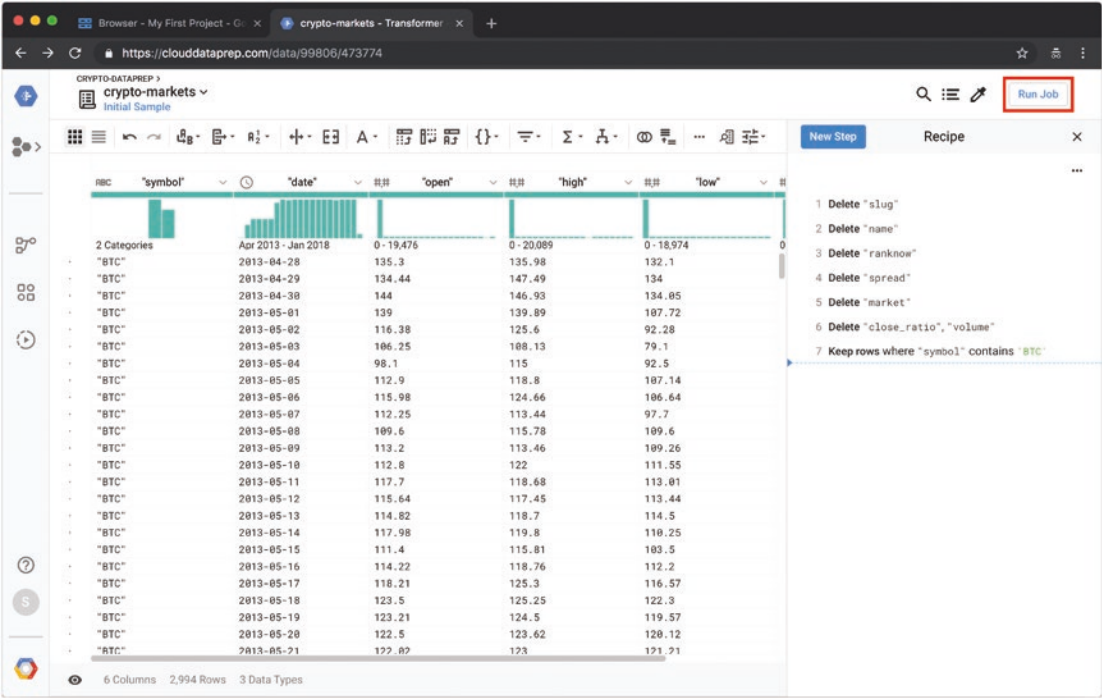 Browser - My First Project - Go
crypto-markets - Transformer
https://clouddataprep.com/data/99806/473774
CRYPTO-DATAPREP >
crypto-markets
Initial Sample
Run Job
New Step
Recipe
ABC "symbol" "date" #.# "open" #.# "high" #.# "low" #
2 Categories Apr 2013 - Jan 2018 0 - 19,476 0 - 20,089 0 - 18,974 0
"BTC" 2013-04-28 135.3 135.98 132.1
"BTC" 2013-04-29 134.44 147.49 134
"BTC" 2013-04-30 144 146.93 134.05
"BTC" 2013-05-01 139 139.89 107.72
"BTC" 2013-05-02 116.38 125.6 92.28
"BTC" 2013-05-03 106.25 108.13 79.1
"BTC" 2013-05-04 98.1 115 92.5
"BTC" 2013-05-05 112.9 118.8 107.14
"BTC" 2013-05-06 115.98 124.66 106.64
"BTC" 2013-05-07 112.25 113.44 97.7
"BTC" 2013-05-08 109.6 115.78 109.6
"BTC" 2013-05-09 113.2 113.46 109.26
"BTC" 2013-05-10 112.8 122 111.55
"BTC" 2013-05-11 117.7 118.68 113.01
"BTC" 2013-05-12 115.64 117.45 113.44
"BTC" 2013-05-13 114.82 118.7 114.5
"BTC" 2013-05-14 117.98 119.8 110.25
"BTC" 2013-05-15 111.4 115.81 103.5
"BTC" 2013-05-16 114.22 118.76 112.2
"BTC" 2013-05-17 118.21 125.3 116.57
"BTC" 2013-05-18 123.5 125.25 122.3
"BTC" 2013-05-19 123.21 124.5 119.57
"BTC" 2013-05-20 122.5 123.62 120.12
"BTC" 2013-05-21 122.02 123 121.21
1 Delete "slug"
2 Delete "name"
3 Delete "ranknow"
4 Delete "spread"
5 Delete "market"
6 Delete "close_ratio","volume"
7 Keep rows where "symbol" contains `BTC`
S
6 Columns 2,994 Rows 3 Data Types